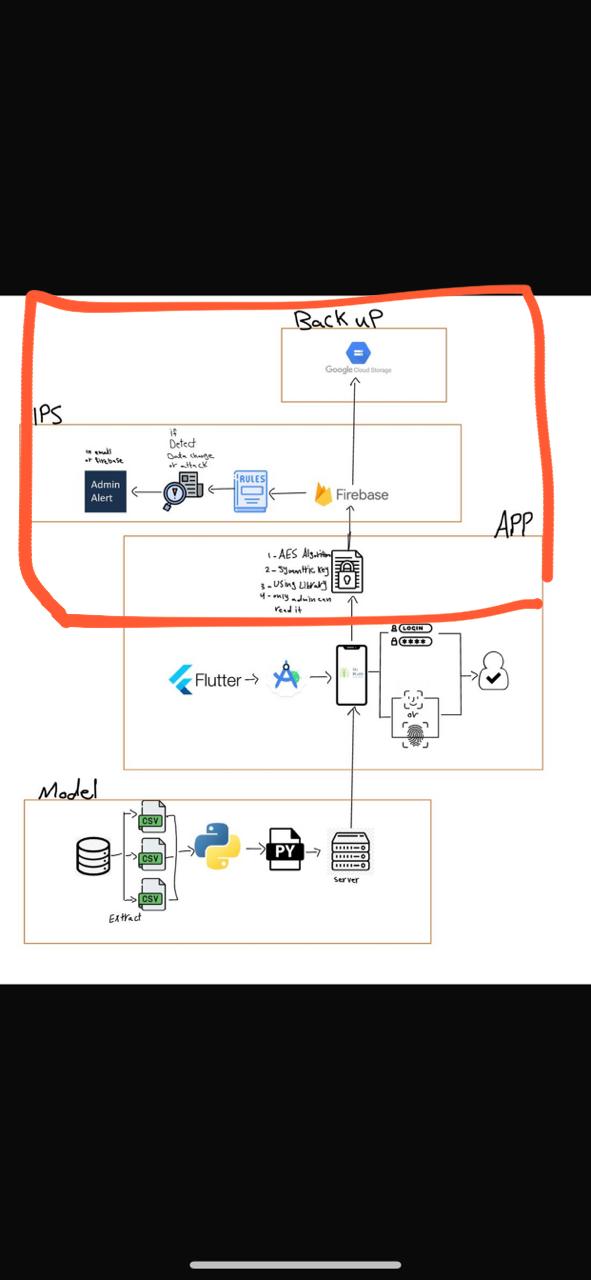 Back up
Google Cloud Storage
IPS
if
Detect
Data change
or attack
on email
or firebase
Admin
Alert
RULES
Firebase
APP
1 - AES Algorithm
2 - Symmetric Key
3 - Using Library
4 - only admin can
read it
LOGIN
****
Flutter
or
Model
CSV
CSV
CSV
PY
server
Extract